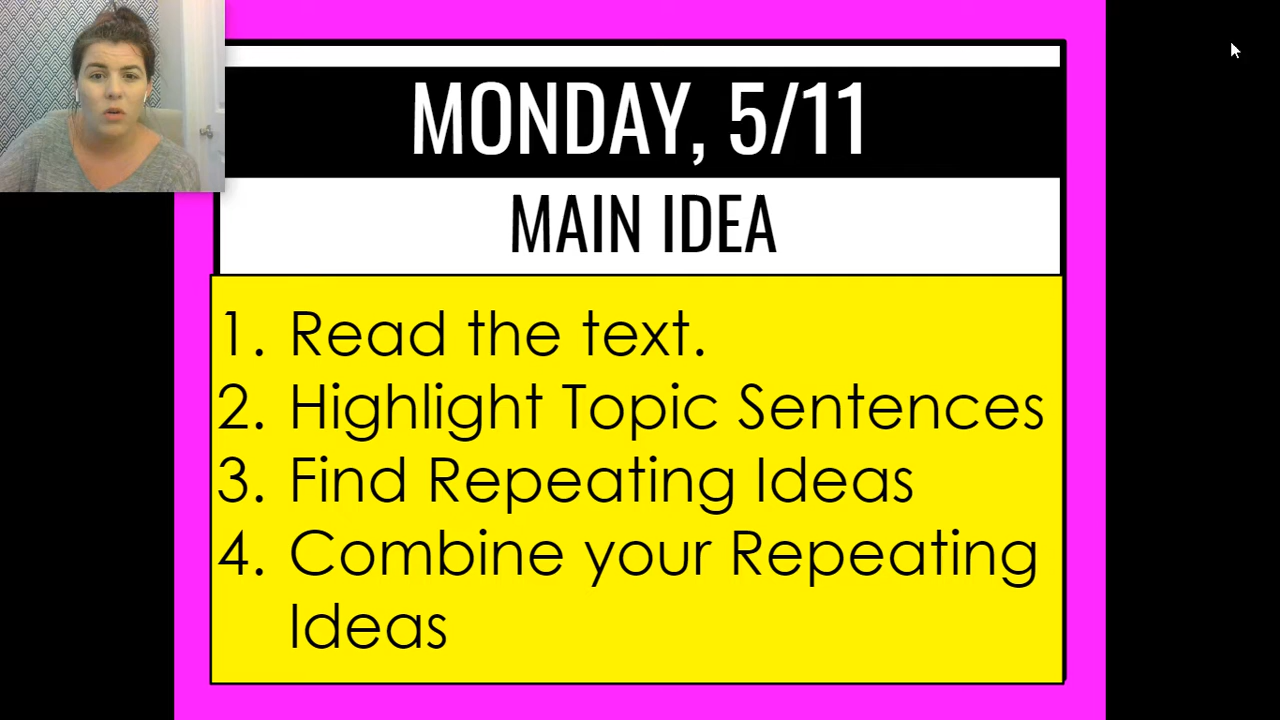 MONDAY, 5/11
MAIN IDEA
1. Read the text.
2. Highlight Topic Sentences
3. Find Repeating Ideas
4. Combine your Repeating
Ideas